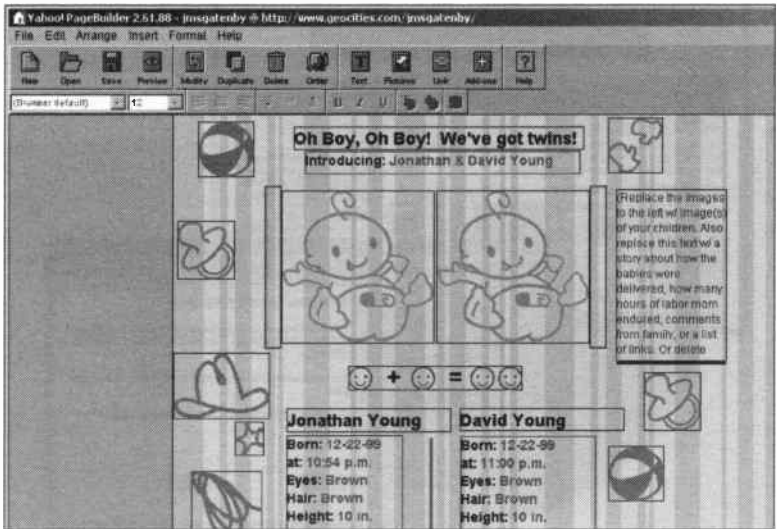 Yahoo! PageBuilder 2.61.88 - jmsgatenby @ http://www.geocities.com/jmsgatenby/
File Edit Arrange Insert Format Help
New Open Save Preview Modify Duplicate Delete Order Text Pictures Link Add-ons Help
(Browser default) 12
Oh Boy, Oh Boy! We've got twins!
Introducing: Jonathan & David Young
(Replace the images
to the left w/ image(s)
of your children. Also
replace this text w/ a
story about how the
babies were
delivered, how many
hours of labor mom
endured, comments
from family, or a list
of links. Or delete
+ =
Jonathan Young
Born: 12-22-99
at: 10:54 p.m.
Eyes: Brown
Hair: Brown
Height: 10 in.
David Young
Born: 12-22-99
at: 11:00 p.m.
Eyes: Brown
Hair: Brown
Height: 10 in.